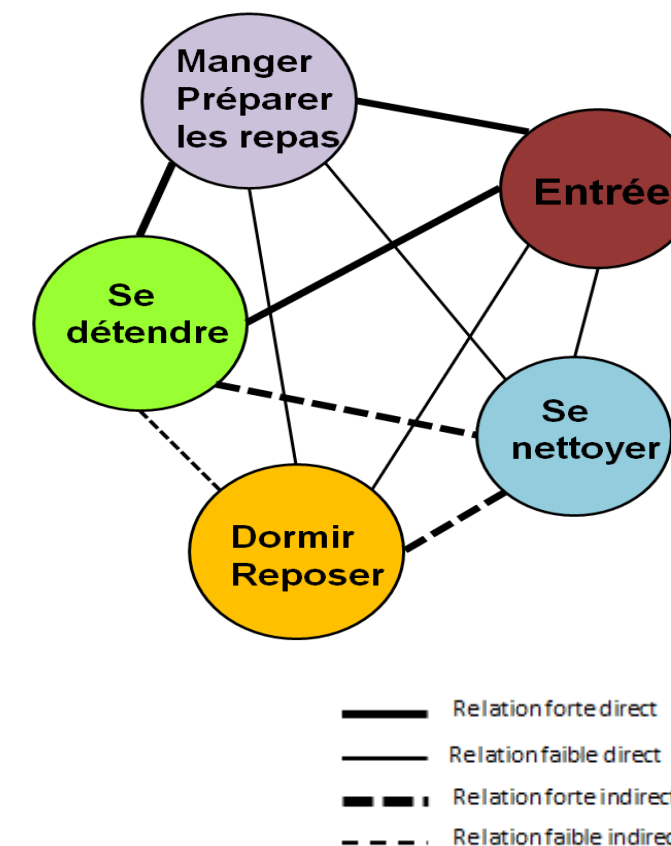 Manger
Préparer
les repas
Entrée
Se
détendre
Se
nettoyer
Dormir
Reposer
Relation forte direct
Relation faible direct
Relation forte indirect
Relation faible indirec